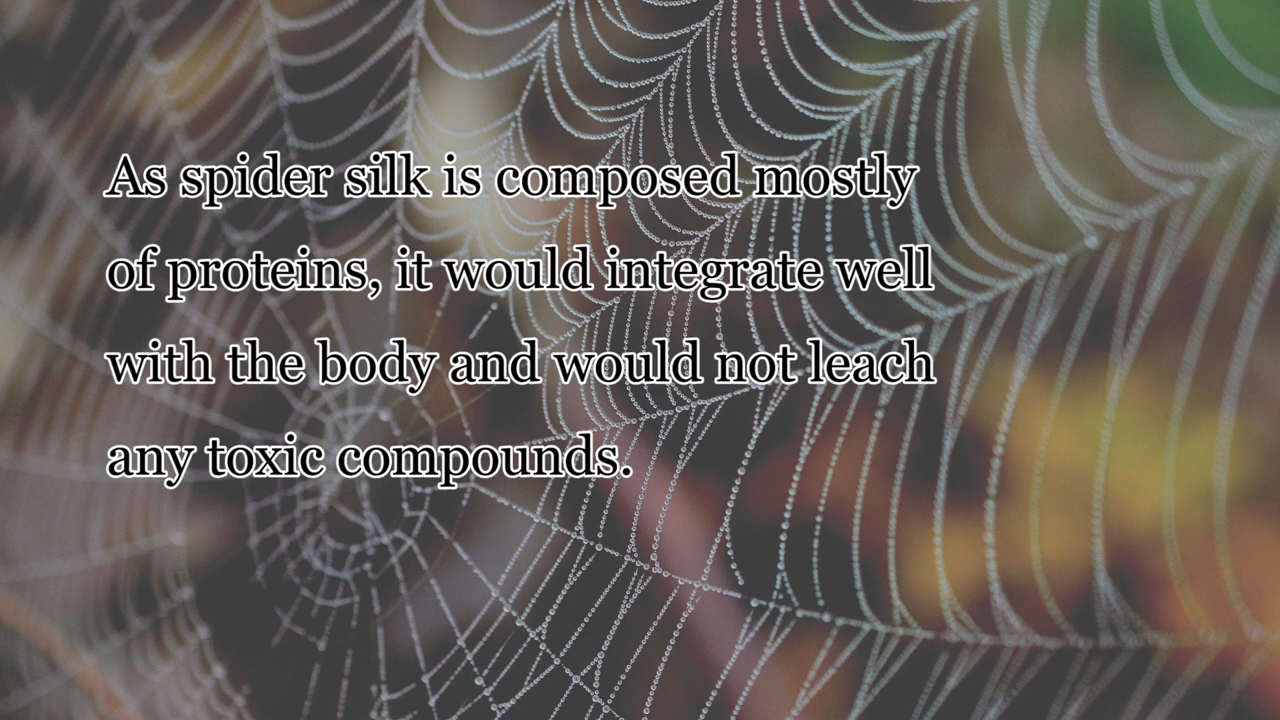 As spider silk is composed mostly
of proteins, it would integrate well
with the body and would not leach
any toxic compounds.